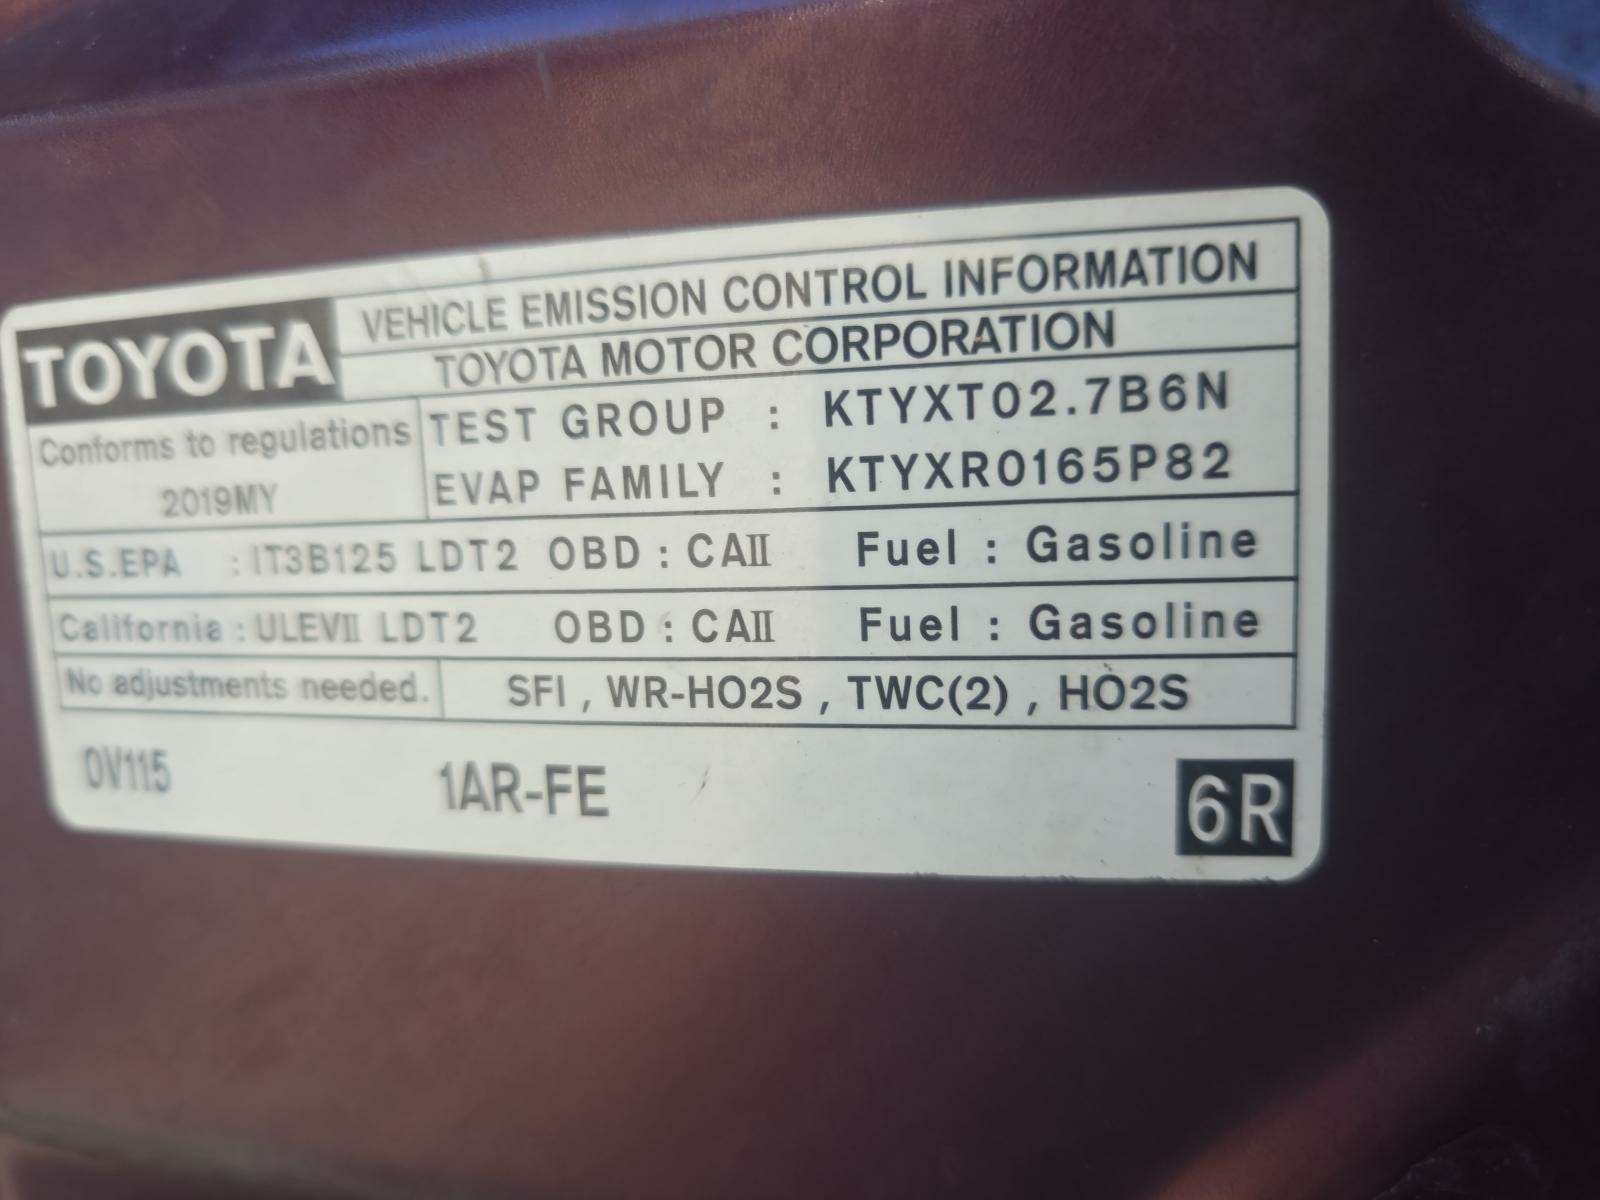 TOYOTA
VEHICLE EMISSION CONTROL INFORMATION
TOYOTA MOTOR CORPORATION
Conforms to regulations
2019MY
TEST GROUP : KTYXT02.7B6N
EVAP FAMILY : KTYXR0165P82
U.S.EPA : IT3B125 LDT2 OBD : CAⅡ Fuel : Gasoline
California : ULEVⅡ LDT2 OBD : CAⅡ Fuel : Gasoline
No adjustments needed. SFI , WR-HO2S , TWC(2) , HO2S
0V115 1AR-FE 6R